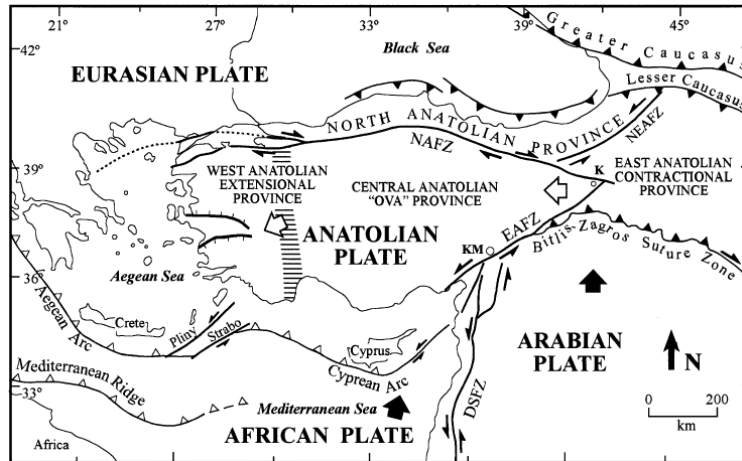 21°
27°
33°
39°
45°
42°
39°
36°
33°
Black Sea
Greater Caucasus
Lesser Caucasus
EURASIAN PLATE
NORTH ANATOLIAN PROVINCE
NAFZ
NEAFZ
K
WEST ANATOLIAN
EXTENSIONAL
PROVINCE
CENTRAL ANATOLIAN
"OVA" PROVINCE
EAST ANATOLIAN
CONTRACTIONAL
PROVINCE
ANATOLIAN
PLATE
KM
EAFZ
Bitlis-Zagros Suture Zone
Aegean Sea
Aegean Arc
Crete
Pliny
Strabo
Cyprus
Cyprean Arc
ARABIAN
PLATE
N
DSFZ
Mediterranean Ridge
Mediterranean Sea
AFRICAN PLATE
Africa
0 200
km